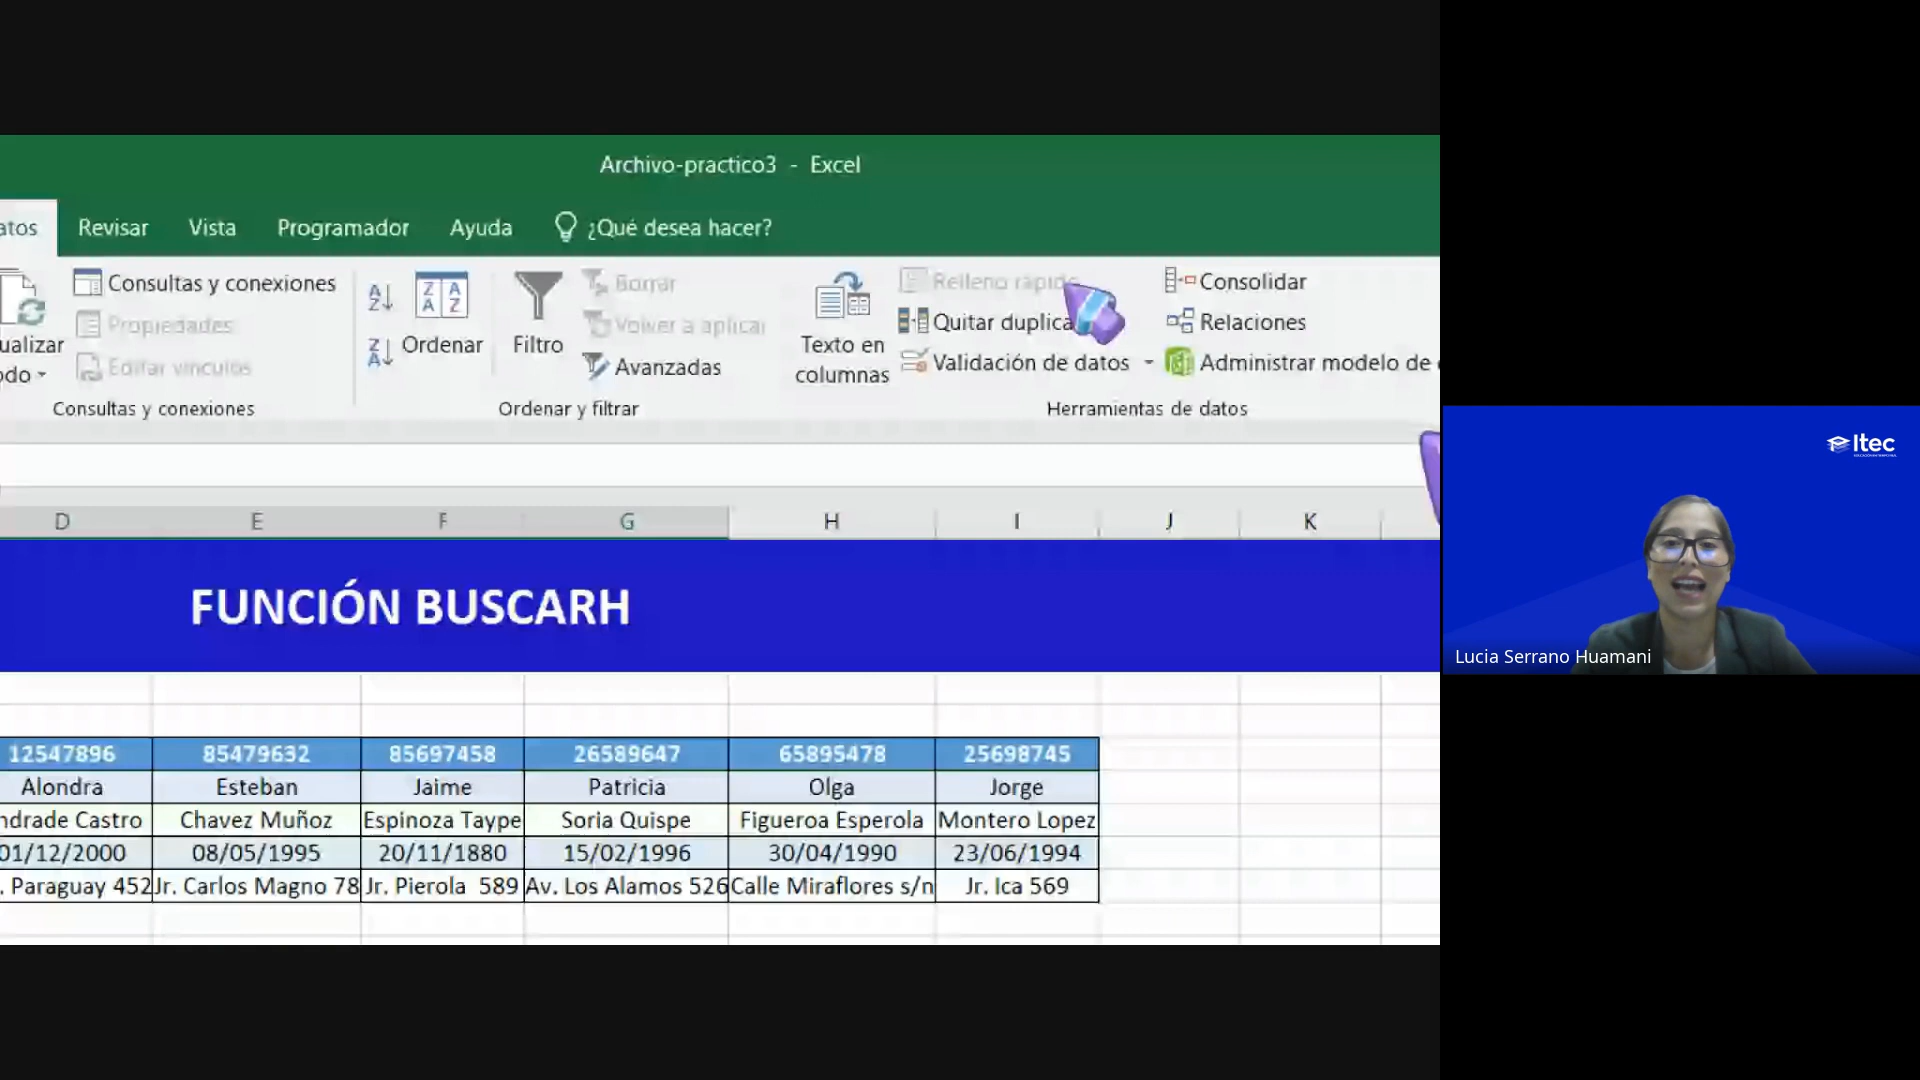 Archivo-practico3 - Excel
atos Revisar Vista Programador Ayuda ¿Qué desea hacer?
Consultas y conexiones
Propiedades
Editar vínculos
ualizar
odo
Consultas y conexiones
Ordenar
Filtro
Borrar
Volver a aplicar
Avanzadas
Ordenar y filtrar
Texto en
columnas
Relleno rápido
Quitar duplica
Validación de datos
Consolidar
Relaciones
Administrar modelo de
Herramientas de datos
D E F G H I J K
FUNCIÓN BUSCARH
12547896 85479632 85697458 26589647 65895478 25698745
Alondra Esteban Jaime Patricia Olga Jorge
ndrade Castro Chavez Muñoz Espinoza Taype Soria Quispe Figueroa Esperola Montero Lopez
01/12/2000 08/05/1995 20/11/1880 15/02/1996 30/04/1990 23/06/1994
. Paraguay 452 Jr. Carlos Magno 78 Jr. Pierola 589 Av. Los Alamos 526 Calle Miraflores s/n Jr. Ica 569
Itec
Lucia Serrano Huamani